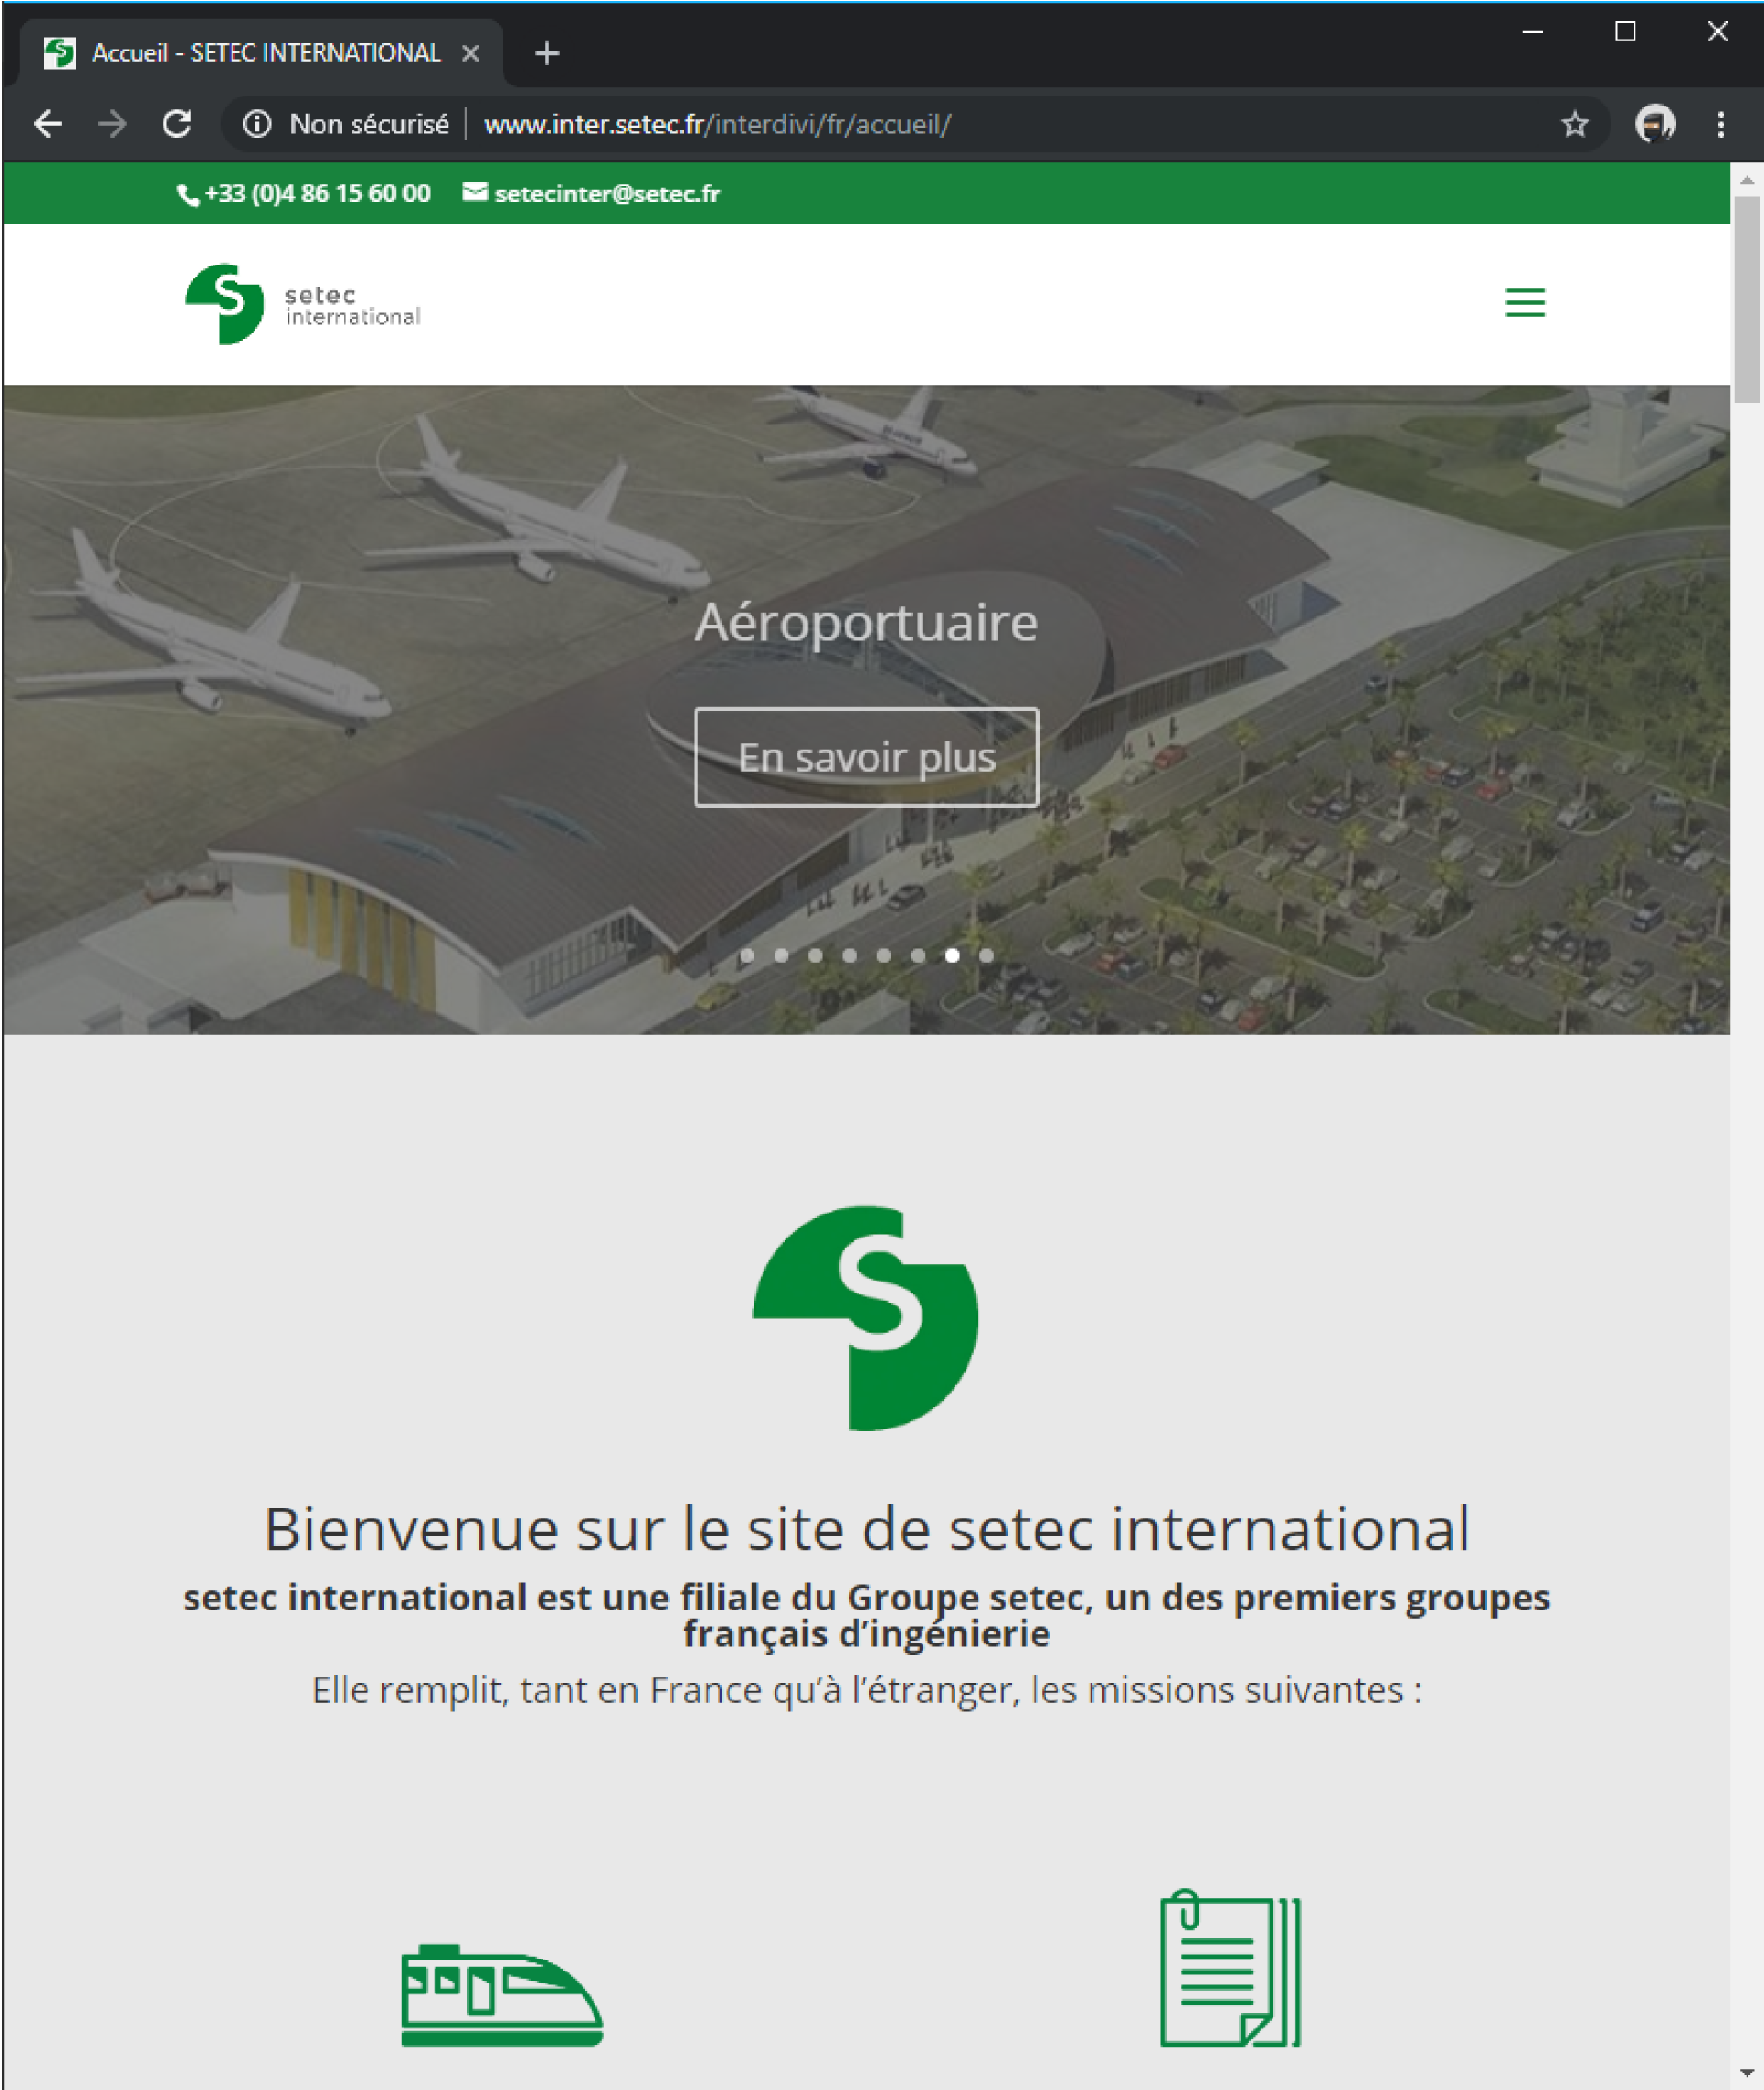 Accueil - SETEC INTERNATIONAL
Non sécurisé
www.inter.setec.fr/interdivi/fr/accueil/
+33 (0)4 86 15 60 00
setecinter@setec.fr
S
setec
international
Aéroportuaire
En savoir plus
S
Bienvenue sur le site de setec international
setec international est une filiale du Groupe setec, un des premiers groupes
français d’ingénierie
Elle remplit, tant en France qu’à l’étranger, les missions suivantes :